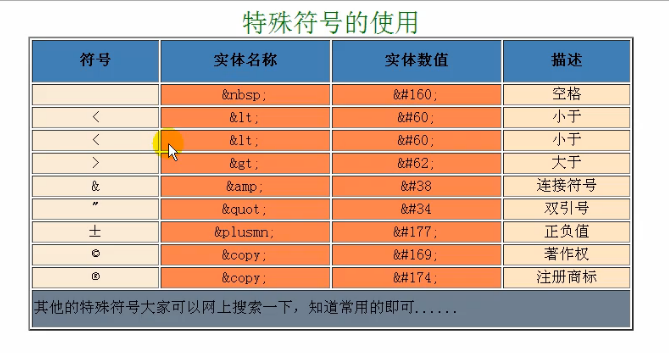 特殊符号的使用
符号 实体名称 实体数值 描述
&nbsp; &#160; 空格
< &lt; &#60; 小于
< &lt; &#60; 小于
> &gt; &#62; 大于
& &amp; &#38 连接符号
" &quot; &#34 双引号
± &plusmn; &#177; 正负值
© &copy; &#169; 著作权
® &copy; &#174; 注册商标
其他的特殊符号大家可以网上搜索一下，知道常用的即可......